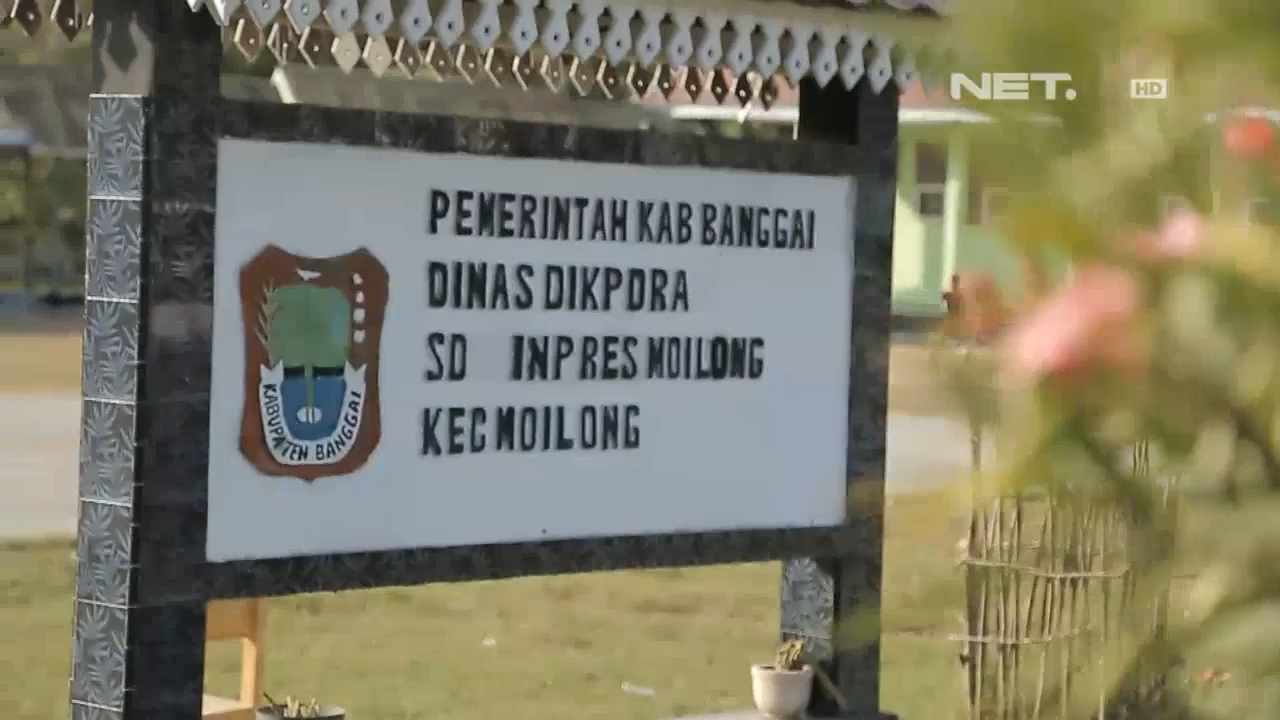 NET.
HD
PEMERINTAH KAB BANGGAI
DINAS DIKPORA
SD INPRES MOILONG
KEC MOILONG
KABUPATEN BANGGAI